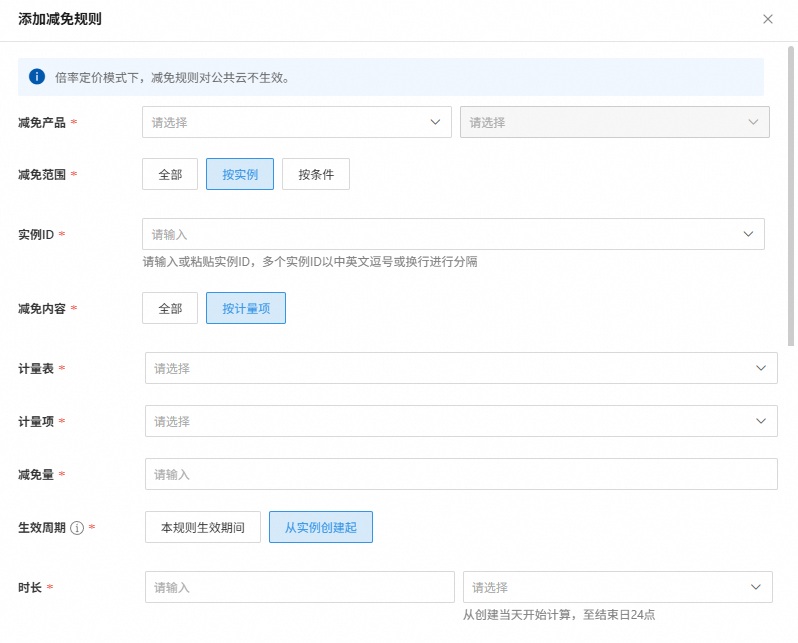 添加减免规则
倍率定价模式下，减免规则对公共云不生效。
减免产品 * 请选择 请选择
减免范围 * 全部 按实例 按条件
实例ID * 请输入
请输入或粘贴实例ID，多个实例ID以中英文逗号或换行进行分隔
减免内容 * 全部 按计量项
计量表 * 请选择
计量项 * 请选择
减免量 * 请输入
生效周期 * 本规则生效期间 从实例创建起
时长 * 请输入 请选择
从创建当天开始计算，至结束日24点